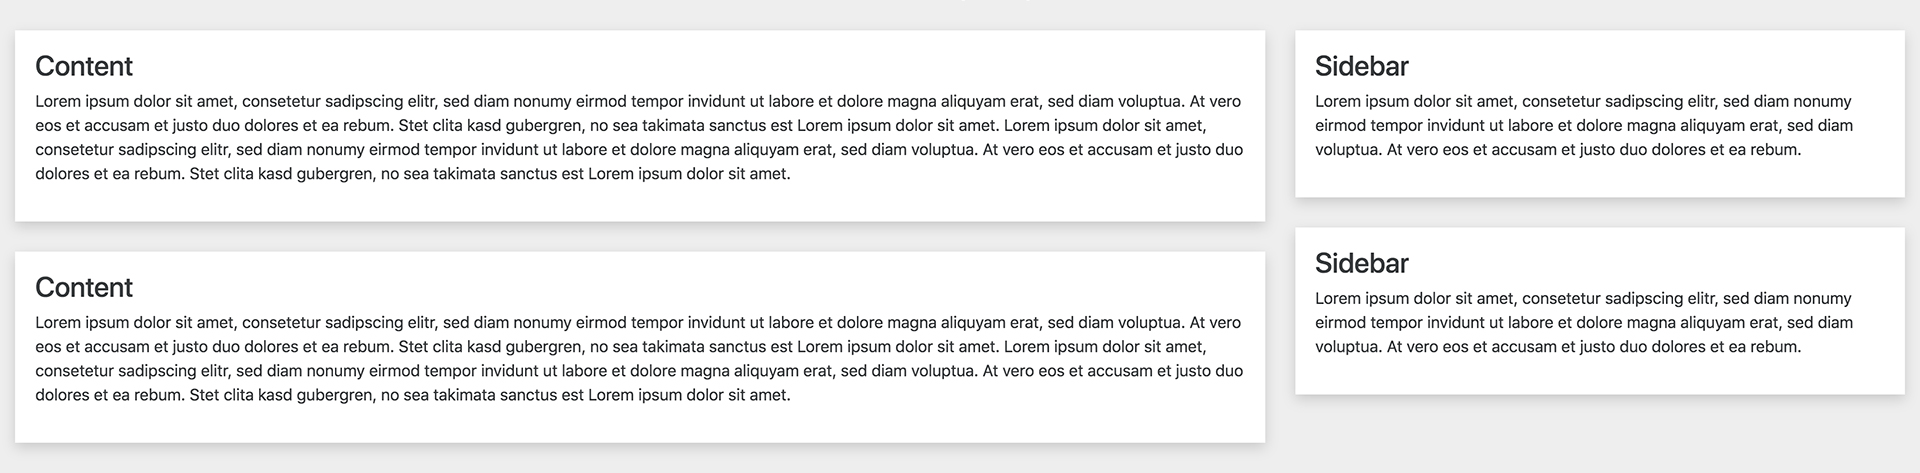 Content
Lorem ipsum dolor sit amet, consetetur sadipscing elitr, sed diam nonumy eirmod tempor invidunt ut labore et dolore magna aliquyam erat, sed diam voluptua. At vero
eos et accusam et justo duo dolores et ea rebum. Stet clita kasd gubergren, no sea takimata sanctus est Lorem ipsum dolor sit amet. Lorem ipsum dolor sit amet,
consetetur sadipscing elitr, sed diam nonumy eirmod tempor invidunt ut labore et dolore magna aliquyam erat, sed diam voluptua. At vero eos et accusam et justo duo
dolores et ea rebum. Stet clita kasd gubergren, no sea takimata sanctus est Lorem ipsum dolor sit amet.
Content
Lorem ipsum dolor sit amet, consetetur sadipscing elitr, sed diam nonumy eirmod tempor invidunt ut labore et dolore magna aliquyam erat, sed diam voluptua. At vero
eos et accusam et justo duo dolores et ea rebum. Stet clita kasd gubergren, no sea takimata sanctus est Lorem ipsum dolor sit amet. Lorem ipsum dolor sit amet,
consetetur sadipscing elitr, sed diam nonumy eirmod tempor invidunt ut labore et dolore magna aliquyam erat, sed diam voluptua. At vero eos et accusam et justo duo
dolores et ea rebum. Stet clita kasd gubergren, no sea takimata sanctus est Lorem ipsum dolor sit amet.
Sidebar
Lorem ipsum dolor sit amet, consetetur sadipscing elitr, sed diam nonumy
eirmod tempor invidunt ut labore et dolore magna aliquyam erat, sed diam
voluptua. At vero eos et accusam et justo duo dolores et ea rebum.
Sidebar
Lorem ipsum dolor sit amet, consetetur sadipscing elitr, sed diam nonumy
eirmod tempor invidunt ut labore et dolore magna aliquyam erat, sed diam
voluptua. At vero eos et accusam et justo duo dolores et ea rebum.